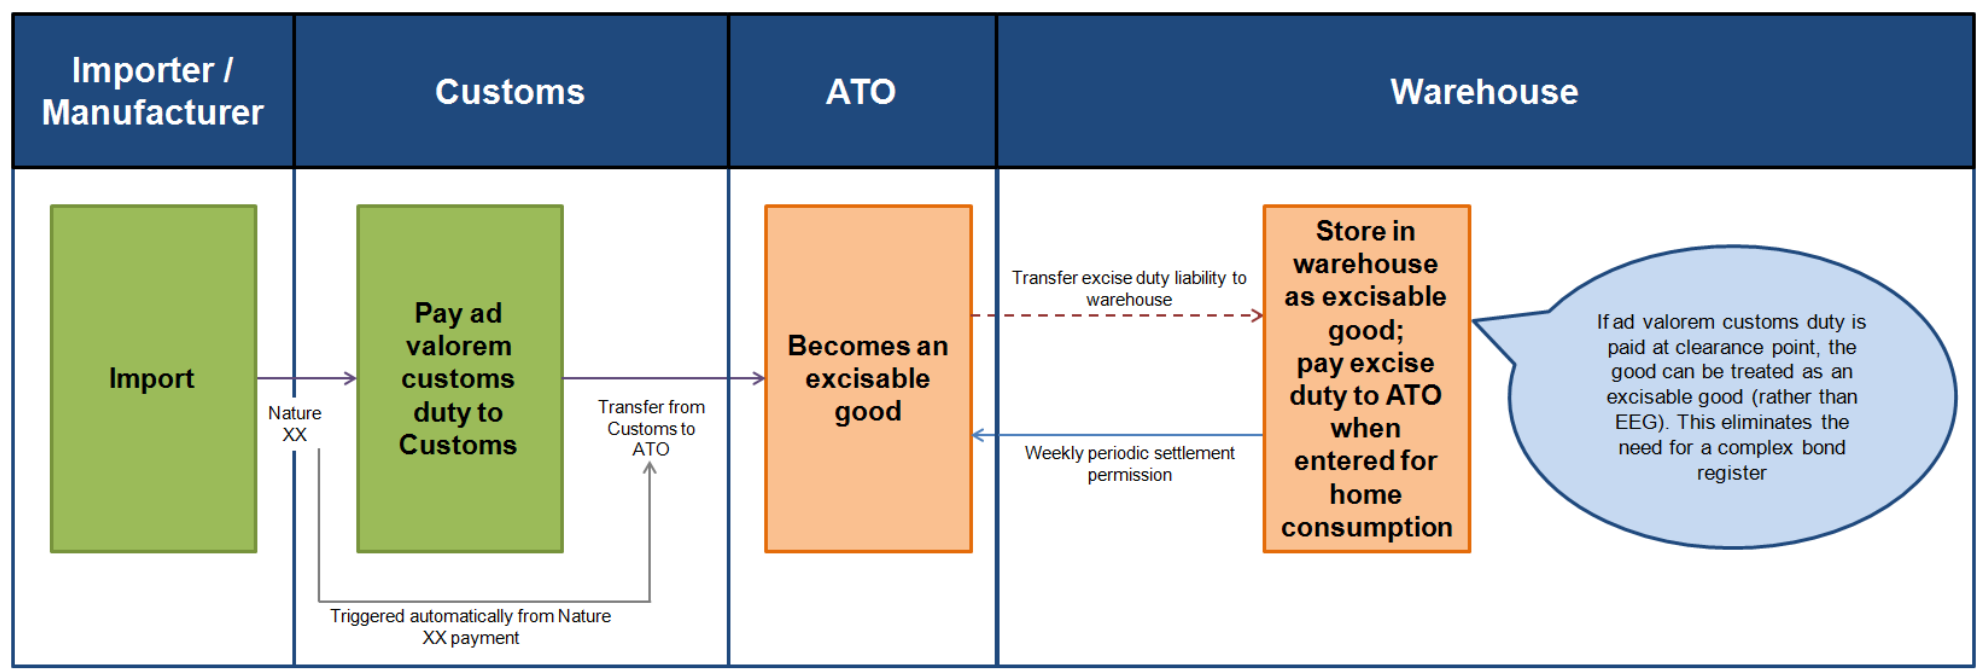 Importer /
Manufacturer
Customs
ATO
Warehouse
Import
Nature
XX
Pay ad
valorem
customs
duty to
Customs
Transfer from
Customs to
ATO
Triggered automatically from Nature
XX payment
Becomes an
excisable
good
Transfer excise duty liability to
warehouse
Weekly periodic settlement
permission
Store in
warehouse
as excisable
good;
pay excise
duty to ATO
when
entered for
home
consumption
If ad valorem customs duty is
paid at clearance point, the
good can be treated as an
excisable good (rather than
EEG). This eliminates the
need for a complex bond
register